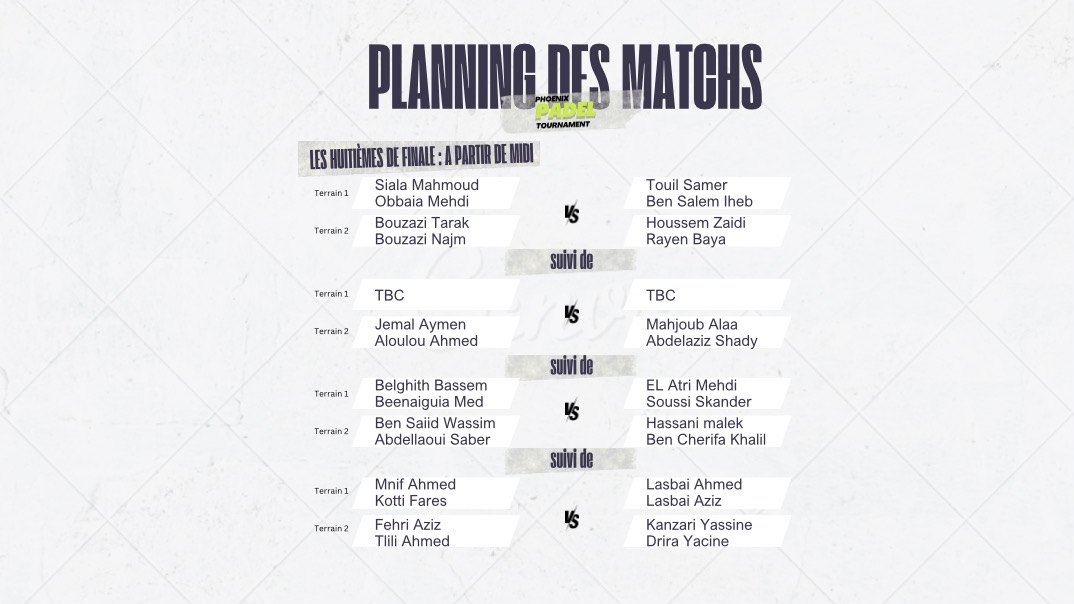 PLANNING DES MATCHS
PHOENIX
PADEL
TOURNAMENT
LES HUITIÈMES DE FINALE : A PARTIR DE MIDI
Terrain 1
Siala Mahmoud
Obbaia Mehdi
Touil Samer
Ben Salem Iheb
VS
Terrain 2
Bouzazi Tarak
Bouzazi Najm
Houssem Zaidi
Rayen Baya
suivi de
Terrain 1
TBC
TBC
VS
Terrain 2
Jemal Aymen
Aloulou Ahmed
Mahjoub Alaa
Abdelaziz Shady
suivi de
Terrain 1
Belghith Bassem
Beenaiguia Med
EL Atri Mehdi
Soussi Skander
VS
Terrain 2
Ben Saiid Wassim
Abdellaoui Saber
Hassani malek
Ben Cherifa Khalil
suivi de
Terrain 1
Mnif Ahmed
Kotti Fares
Lasbai Ahmed
Lasbai Aziz
VS
Terrain 2
Fehri Aziz
Tlili Ahmed
Kanzari Yassine
Drira Yacine